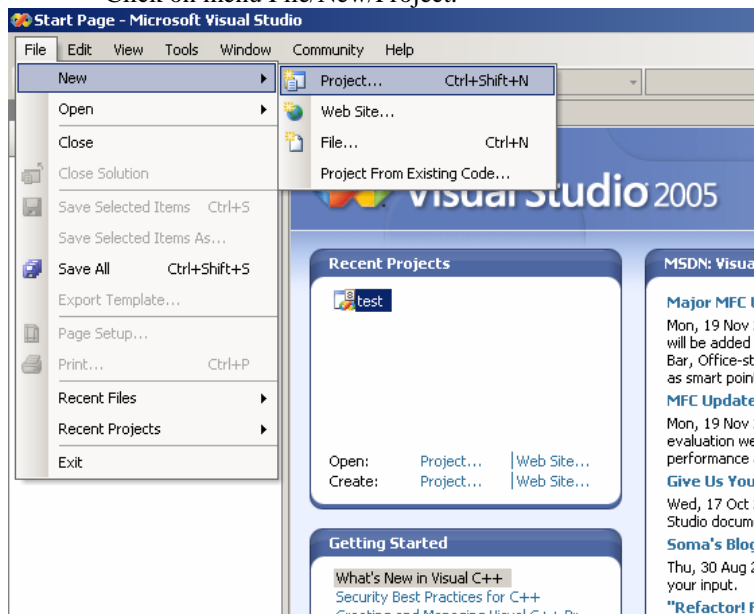 Click on menu File/New/Project.
Start Page - Microsoft Visual Studio
File Edit View Tools Window Community Help
New
Open
Close
Close Solution
Save Selected Items Ctrl+S
Save Selected Items As...
Save All Ctrl+Shift+S
Export Template...
Page Setup...
Print... Ctrl+P
Recent Files
Recent Projects
Exit
Project... Ctrl+Shift+N
Web Site...
File... Ctrl+N
Project From Existing Code...
Visual Studio 2005
Recent Projects
test
Open: Project... Web Site...
Create: Project... Web Site...
Getting Started
What's New in Visual C++
Security Best Practices for C++
MSDN: Visua
Major MFC
Mon, 19 Nov
will be added
Bar, Office-st
as smart poin
MFC Update
Mon, 19 Nov
evaluation we
performance
Give Us You
Wed, 17 Oct
Studio docum
Soma's Blog
Thu, 30 Aug 2
your input.
"Refactor!